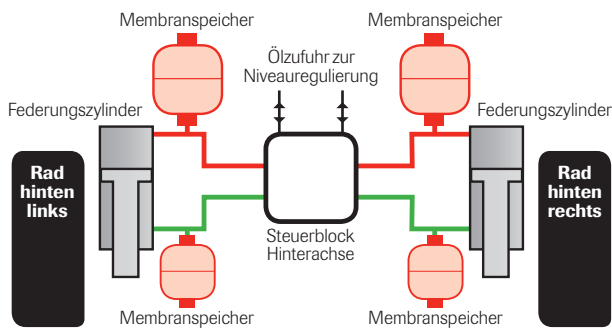 Membranspeicher
Membranspeicher
Ölzufuhr zur
Niveauregulierung
Federungszylinder
Federungszylinder
Rad
hinten
links
Rad
hinten
rechts
Steuerblock
Hinterachse
Membranspeicher
Membranspeicher